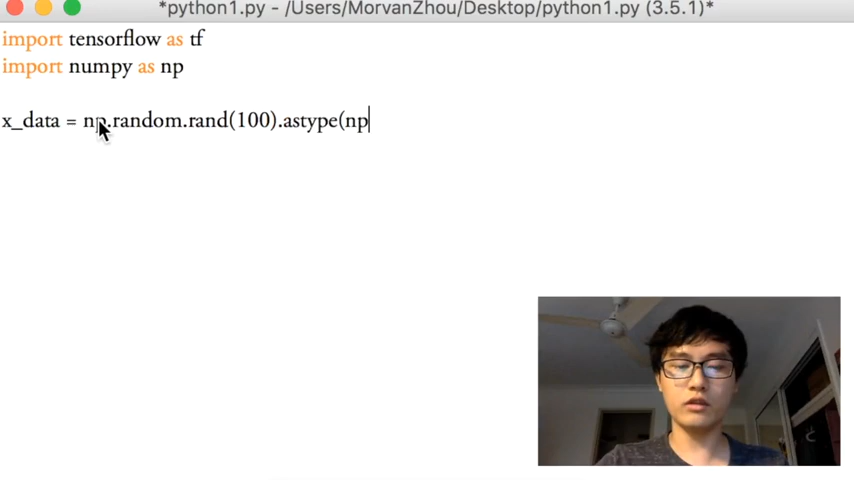 *python1.py - /Users/MorvanZhou/Desktop/python1.py (3.5.1)*
import tensorflow as tf
import numpy as np
x_data = np.random.rand(100).astype(np